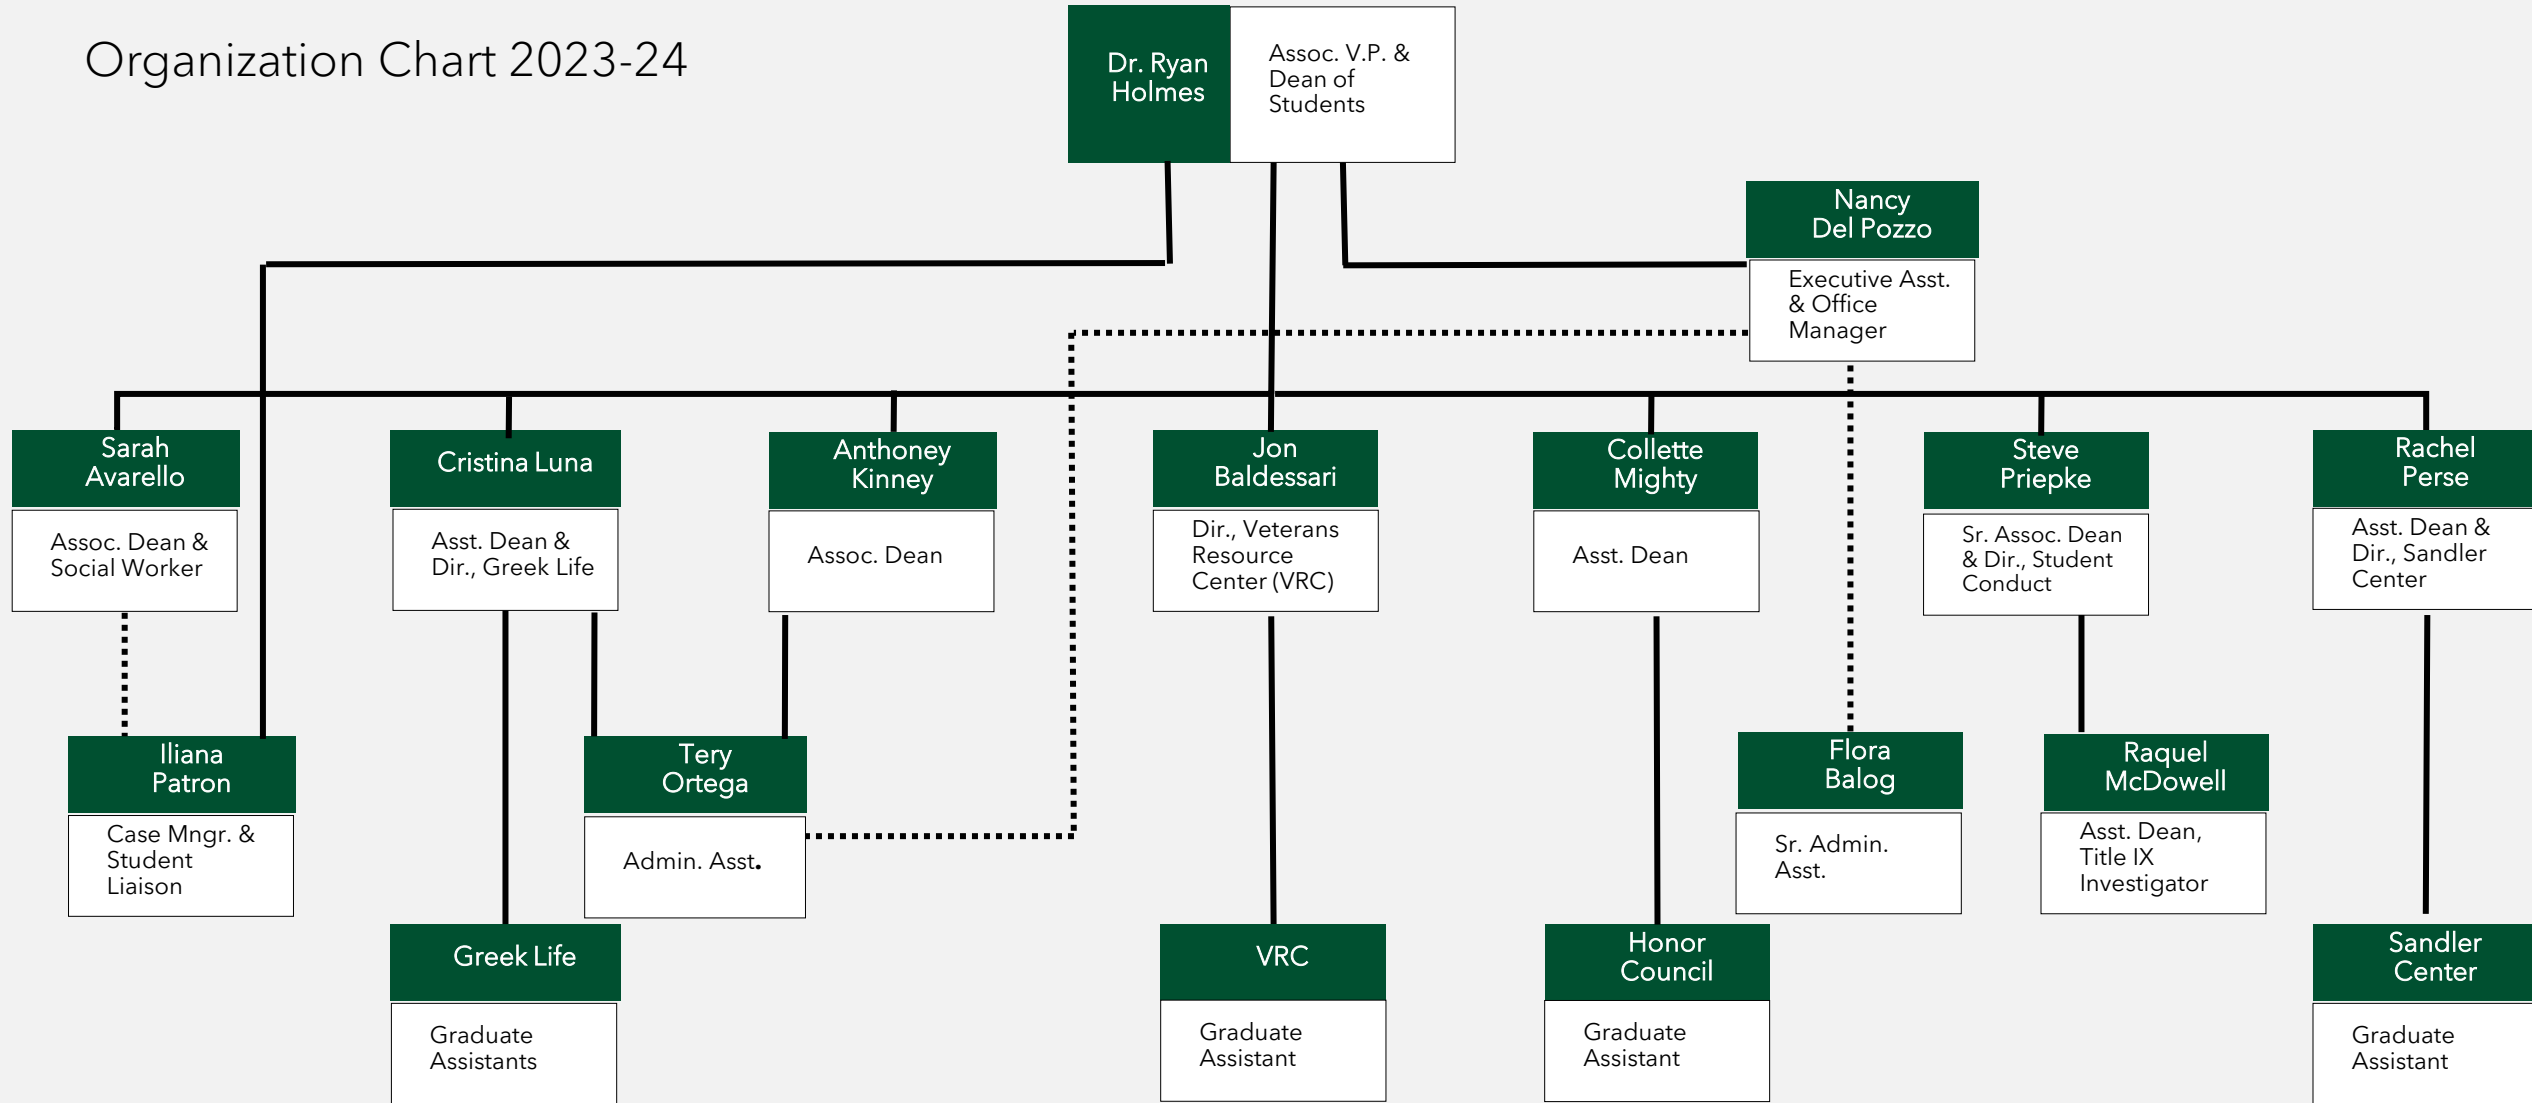 Organization Chart 2023-24
Dr. Ryan
Holmes
Assoc. V.P. &
Dean of
Students
Nancy
Del Pozzo
Executive Asst.
& Office
Manager
Sarah
Avarello
Assoc. Dean &
Social Worker
Cristina Luna
Asst. Dean &
Dir., Greek Life
Anthoney
Kinney
Assoc. Dean
Jon
Baldessari
Dir., Veterans
Resource
Center (VRC)
Collette
Mighty
Asst. Dean
Steve
Priepke
Sr. Assoc. Dean
& Dir., Student
Conduct
Rachel
Perse
Asst. Dean &
Dir., Sandler
Center
Iliana
Patron
Case Mngr. &
Student
Liaison
Tery
Ortega
Admin. Asst.
Flora
Balog
Sr. Admin.
Asst.
Raquel
McDowell
Asst. Dean,
Title IX
Investigator
Greek Life
Graduate
Assistants
VRC
Graduate
Assistant
Honor
Council
Graduate
Assistant
Sandler
Center
Graduate
Assistant